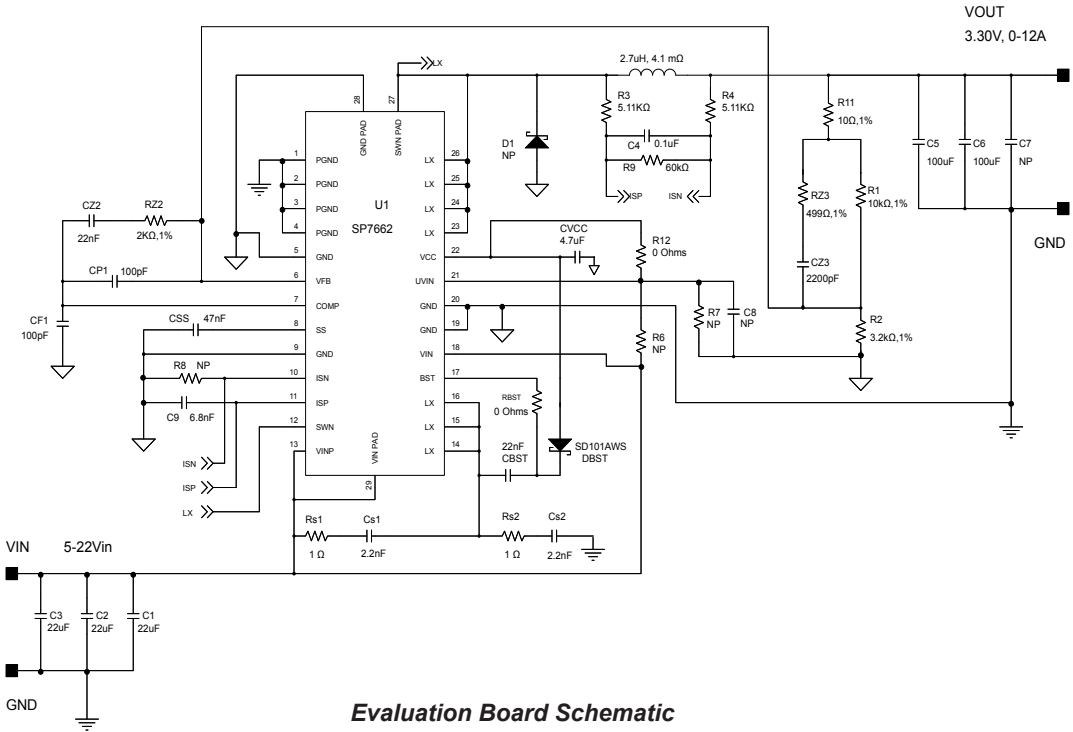 VOUT
3.30V, 0-12A
2.7uH, 4.1 mΩ
LX
28
27
GND PAD
SWN PAD
R3
5.11KΩ
R4
5.11KΩ
R11
10Ω,1%
C4
0.1uF
R9
60kΩ
D1
NP
C5
100uF
C6
100uF
C7
NP
ISP
ISN
RZ3
499Ω,1%
R1
10kΩ,1%
CZ3
2200pF
R2
3.2kΩ,1%
GND
U1
SP7662
1 PGND
2 PGND
3 PGND
4 PGND
5 GND
6 VFB
7 COMP
8 SS
9 GND
10 ISN
11 ISP
12 SWN
13 VINP
LX 26
LX 25
LX 24
LX 23
VCC 22
UVIN 21
GND 20
GND 19
VIN 18
BST 17
LX 16
LX 15
LX 14
VIN PAD
29
CZ2
22nF
RZ2
2KΩ,1%
CP1
100pF
CF1
100pF
CSS
47nF
R8 NP
C9 6.8nF
ISN
ISP
LX
CVCC
4.7uF
R12
0 Ohms
R7
NP
C8
NP
R6
NP
RBST
0 Ohms
22nF
CBST
SD101AWS
DBST
Rs1
1 Ω
Cs1
2.2nF
Rs2
1 Ω
Cs2
2.2nF
VIN 5-22Vin
C3
22uF
C2
22uF
C1
22uF
GND
Evaluation Board Schematic